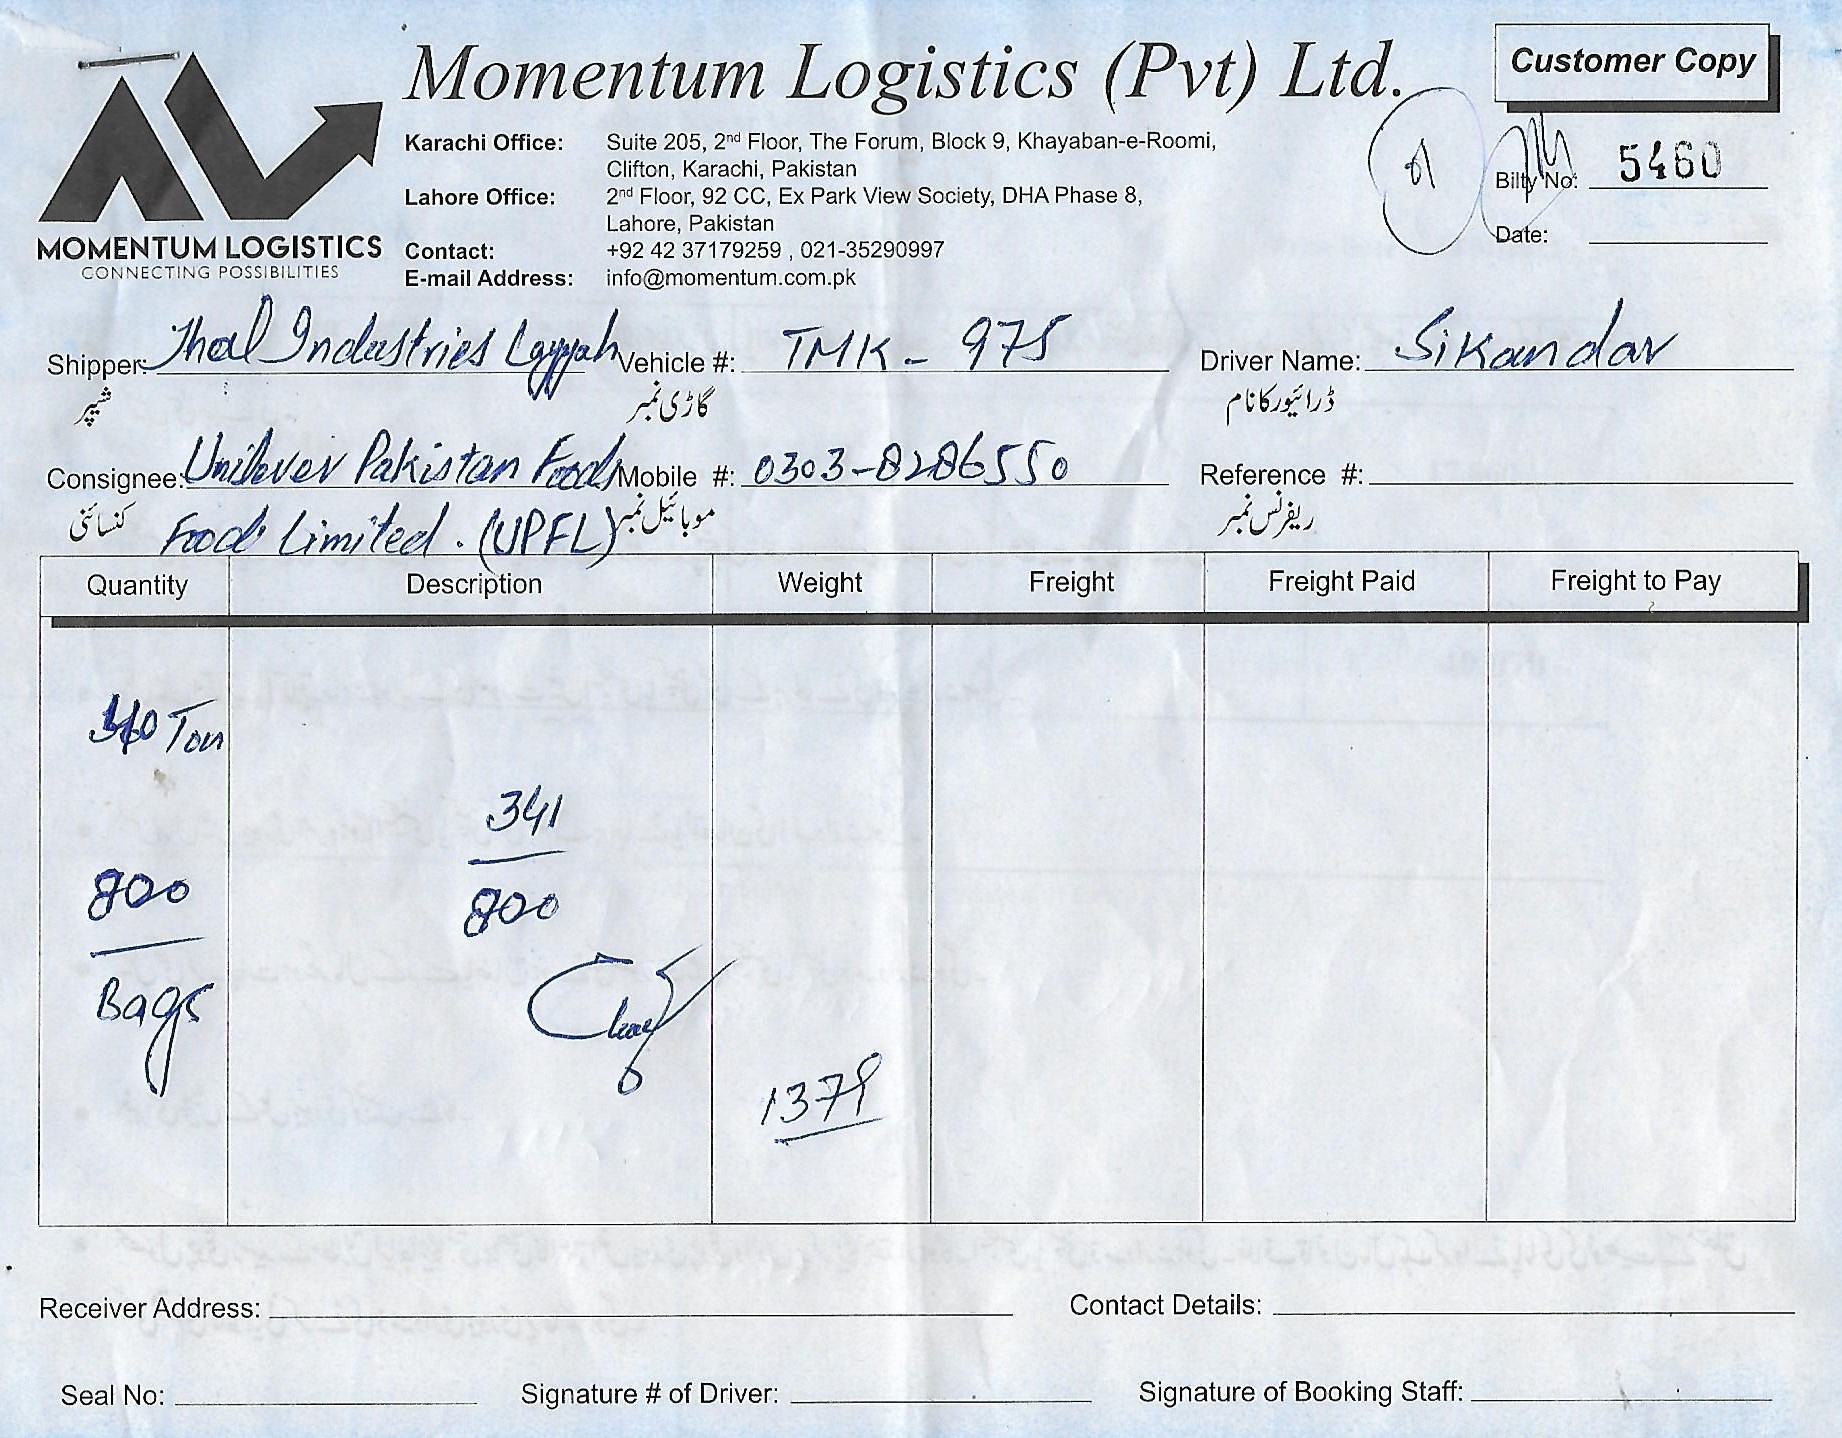 Momentum Logistics (Pvt) Ltd.
Customer Copy
MOMENTUM LOGISTICS
CONNECTING POSSIBILITIES
Karachi Office: Suite 205, 2nd Floor, The Forum, Block 9, Khayaban-e-Roomi,
Clifton, Karachi, Pakistan
Lahore Office: 2nd Floor, 92 CC, Ex Park View Society, DHA Phase 8,
Lahore, Pakistan
Contact: +92 42 37179259 , 021-35290997
E-mail Address: info@momentum.com.pk
Bilty No: 5460
Date:
Shipper: Thal Industries Layyah Vehicle #: TMK - 975 Driver Name: Sikandar
شپپر گاڑی نمبر ڈرائیور کا نام
Consignee: Unilever Pakistan Foods Mobile #: 0303-8286550 Reference #:
کنسائنی Foods Limited. (UPFL) موبائیل نمبر ریفرنس نمبر
Quantity Description Weight Freight Freight Paid Freight to Pay
40 Ton
341
800
800
Bags
1379
Receiver Address: Contact Details:
Seal No: Signature # of Driver: Signature of Booking Staff: